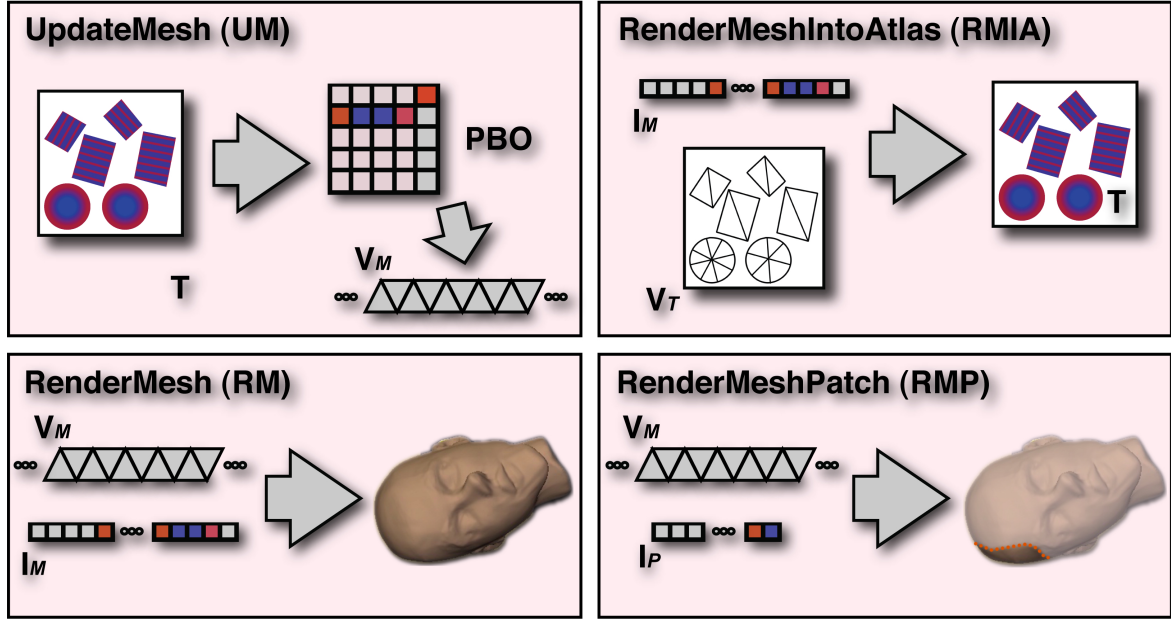 UpdateMesh (UM)
PBO
T
VM
RenderMeshIntoAtlas (RMIA)
IM
VT
T
RenderMesh (RM)
VM
IM
RenderMeshPatch (RMP)
VM
IP